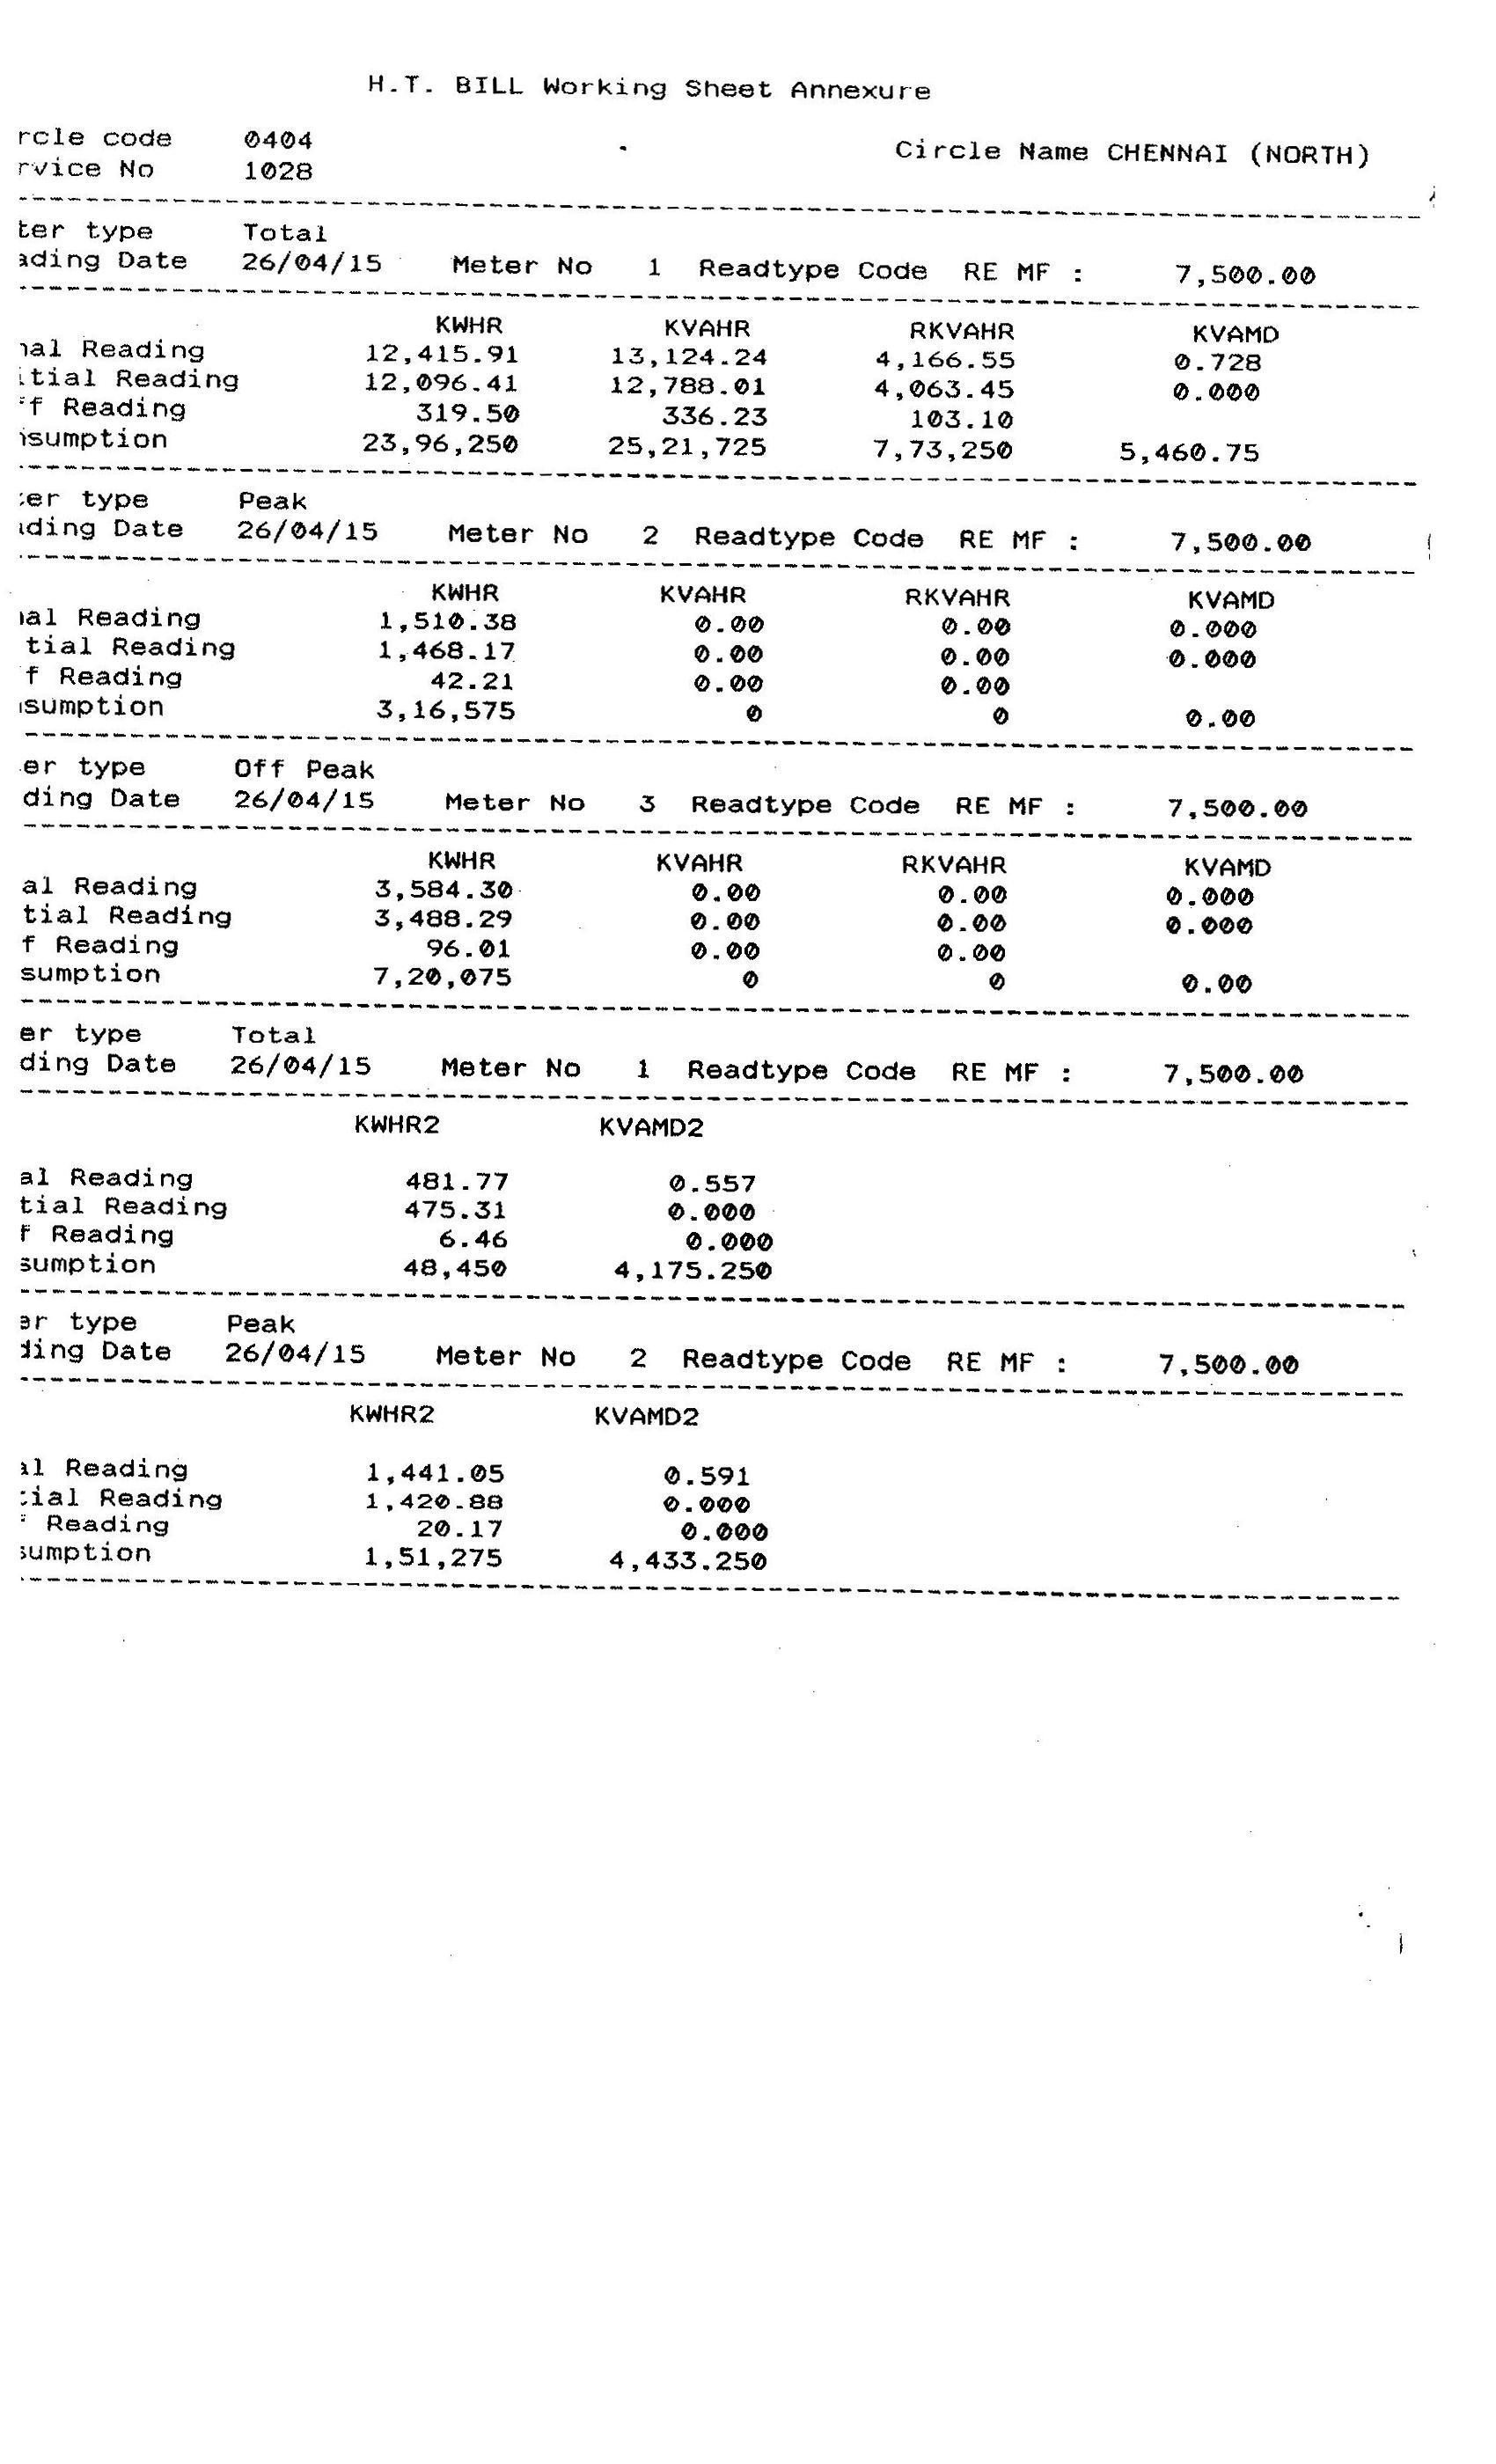 H.T. BILL Working Sheet Annexure
rcle code 0404 Circle Name CHENNAI (NORTH)
rvice No 1028
ter type Total
ading Date 26/04/15 Meter No 1 Readtype Code RE MF : 7,500.00
KWHR KVAHR RKVAHR KVAMD
nal Reading 12,415.91 13,124.24 4,166.55 0.728
itial Reading 12,096.41 12,788.01 4,063.45 0.000
ff Reading 319.50 336.23 103.10
nsumption 23,96,250 25,21,725 7,73,250 5,460.75
ter type Peak
ading Date 26/04/15 Meter No 2 Readtype Code RE MF : 7,500.00
KWHR KVAHR RKVAHR KVAMD
nal Reading 1,510.38 0.00 0.00 0.000
tial Reading 1,468.17 0.00 0.00 0.000
f Reading 42.21 0.00 0.00
nsumption 3,16,575 0 0 0.00
er type Off Peak
ding Date 26/04/15 Meter No 3 Readtype Code RE MF : 7,500.00
KWHR KVAHR RKVAHR KVAMD
al Reading 3,584.30 0.00 0.00 0.000
tial Reading 3,488.29 0.00 0.00 0.000
f Reading 96.01 0.00 0.00
sumption 7,20,075 0 0 0.00
er type Total
ding Date 26/04/15 Meter No 1 Readtype Code RE MF : 7,500.00
KWHR2 KVAMD2
al Reading 481.77 0.557
tial Reading 475.31 0.000
f Reading 6.46 0.000
sumption 48,450 4,175.250
er type Peak
ding Date 26/04/15 Meter No 2 Readtype Code RE MF : 7,500.00
KWHR2 KVAMD2
al Reading 1,441.05 0.591
tial Reading 1,420.88 0.000
f Reading 20.17 0.000
sumption 1,51,275 4,433.250